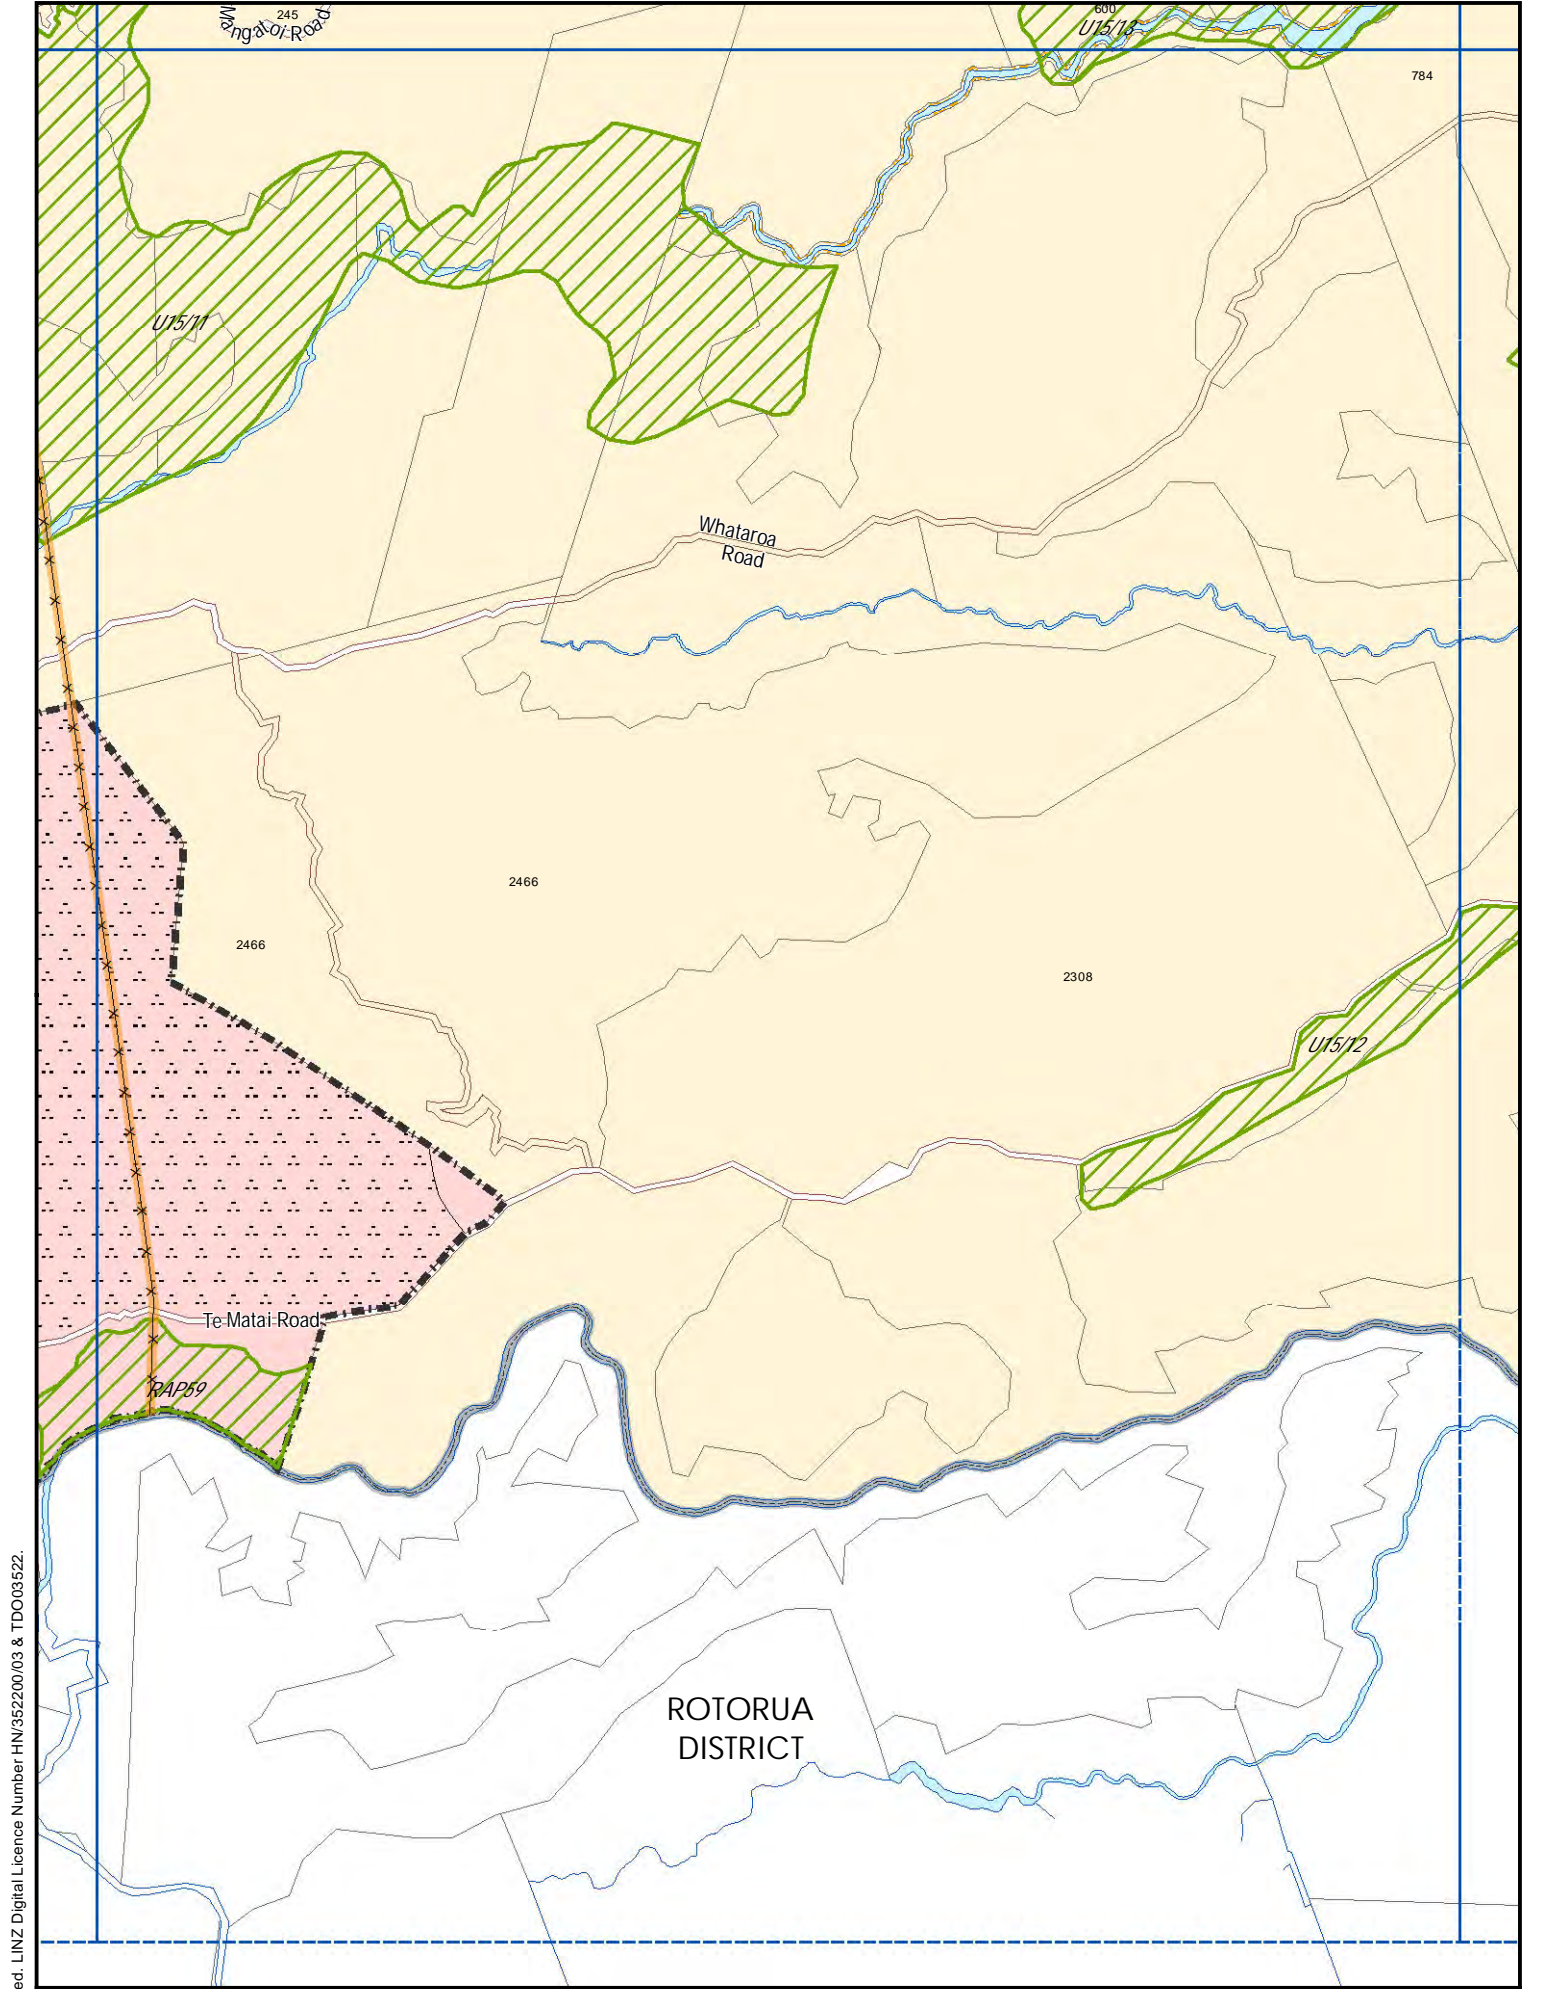 245
Mangatoi Road
600
U15/13
784
U15/11
Whataroa
Road
2466
2466
2308
U15/12
Te Matai Road
RAP59
ROTORUA
DISTRICT
ed. LINZ Digital Licence Number HN/352200/03 & TDO03522.